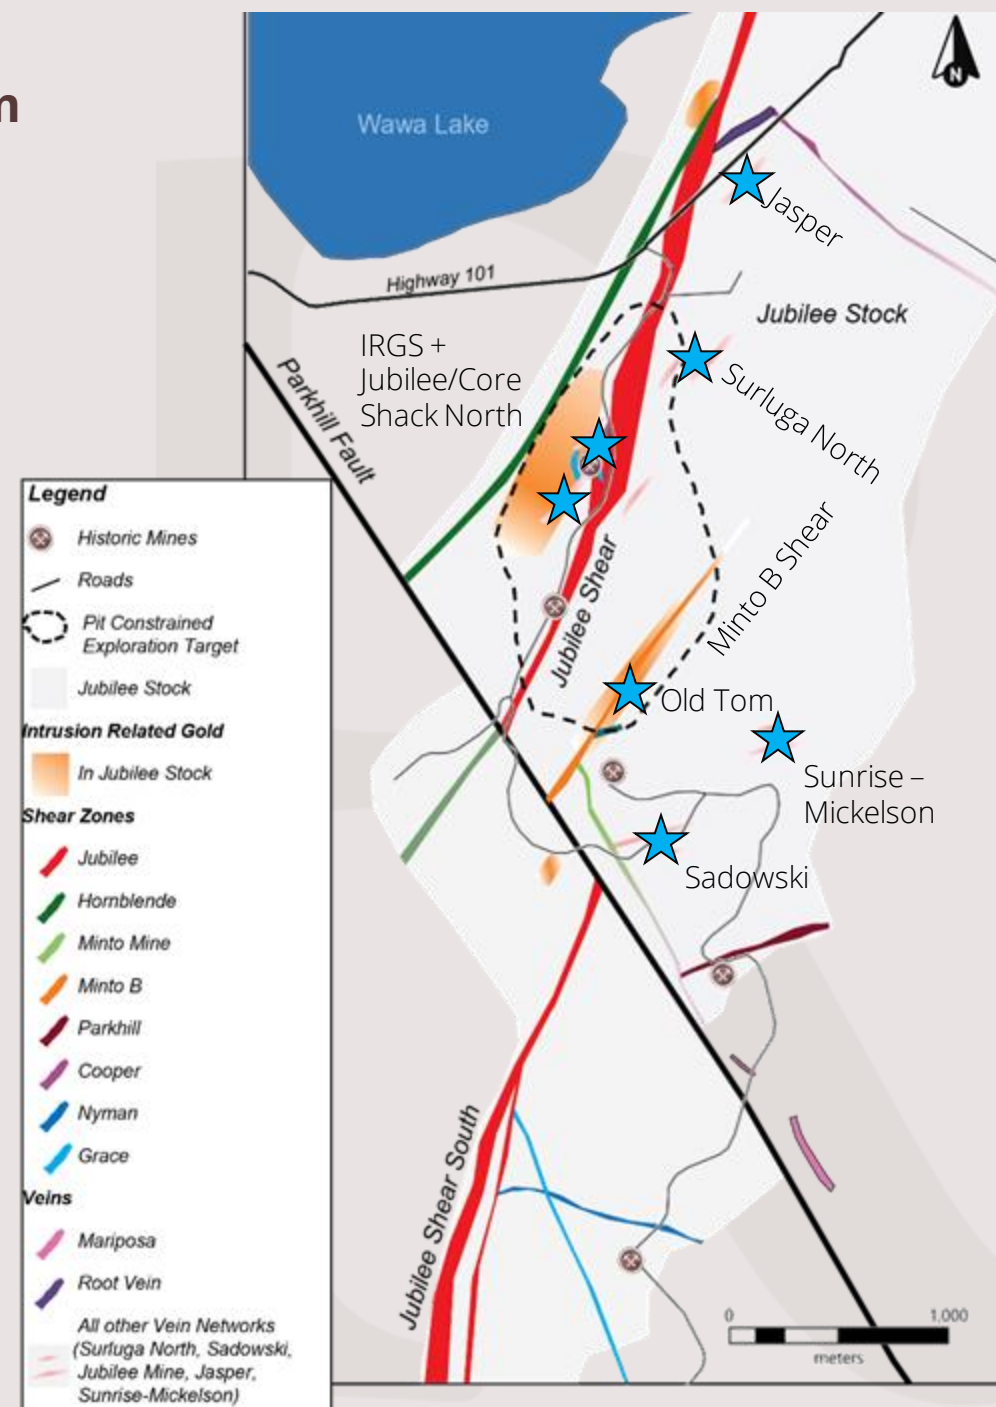 N
Wawa Lake
Jasper
Highway 101
Jubilee Stock
IRGS +
Jubilee/Core
Shack North
Surluga North
Parkhill Fault
Minto B Shear
Jubilee Shear
Old Tom
Sunrise –
Mickelson
Sadowski
Jubilee Shear South
0 1,000
meters
Legend
Historic Mines
Roads
Pit Constrained
Exploration Target
Jubilee Stock
Intrusion Related Gold
In Jubilee Stock
Shear Zones
Jubilee
Hornblende
Minto Mine
Minto B
Parkhill
Cooper
Nyman
Grace
Veins
Mariposa
Root Vein
All other Vein Networks
(Surluga North, Sadowski,
Jubilee Mine, Jasper,
Sunrise-Mickelson)